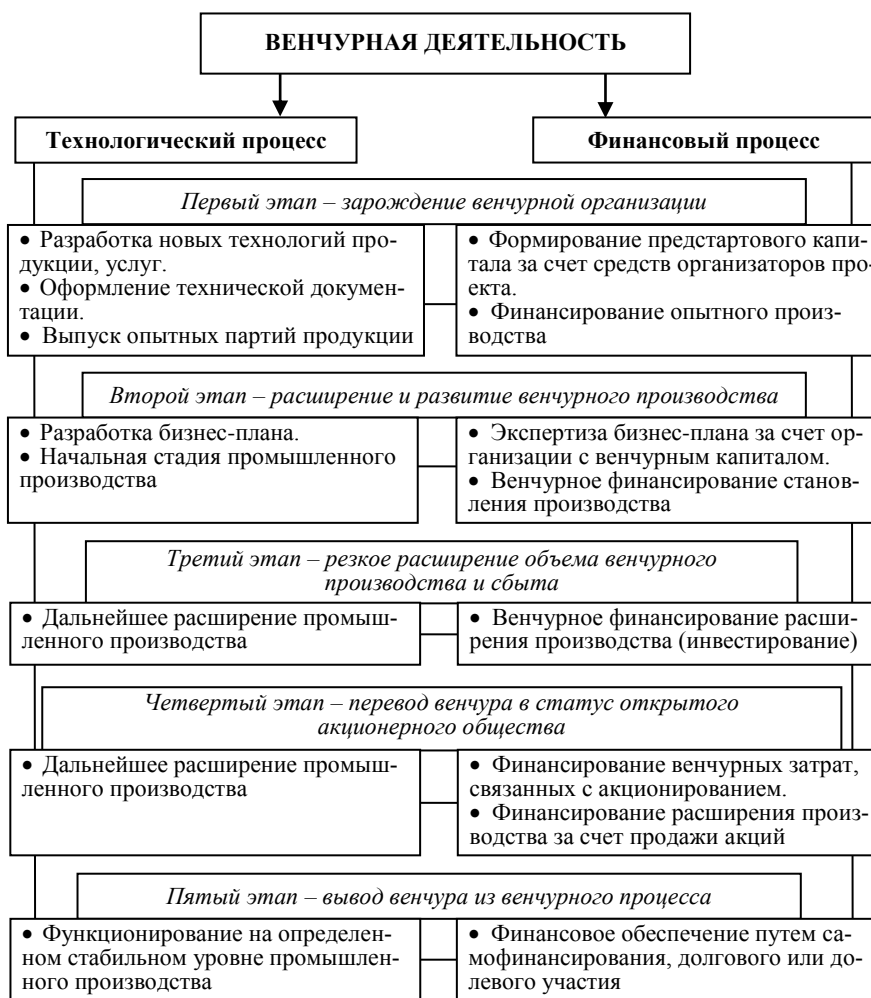 ВЕНЧУРНАЯ ДЕЯТЕЛЬНОСТЬ
Технологический процесс
Финансовый процесс
Первый этап – зарождение венчурной организации
• Разработка новых технологий про-
дукции, услуг.
• Оформление технической докумен-
тации.
• Выпуск опытных партий продукции
• Формирование предстартового капи-
тала за счет средств организаторов про-
екта.
• Финансирование опытного произ-
водства
Второй этап – расширение и развитие венчурного производства
• Разработка бизнес-плана.
• Начальная стадия промышленного
производства
• Экспертиза бизнес-плана за счет ор-
ганизации с венчурным капиталом.
• Венчурное финансирование станов-
ления производства
Третий этап – резкое расширение объема венчурного
производства и сбыта
• Дальнейшее расширение промыш-
ленного производства
• Венчурное финансирование расши-
рения производства (инвестирование)
Четвертый этап – перевод венчура в статус открытого
акционерного общества
• Дальнейшее расширение промыш-
ленного производства
• Финансирование венчурных затрат,
связанных с акционированием.
• Финансирование расширения произ-
водства за счет продажи акций
Пятый этап – вывод венчура из венчурного процесса
• Функционирование на определен-
ном стабильном уровне промышлен-
ного производства
• Финансовое обеспечение путем са-
мофинансирования, долгового или до-
левого участия